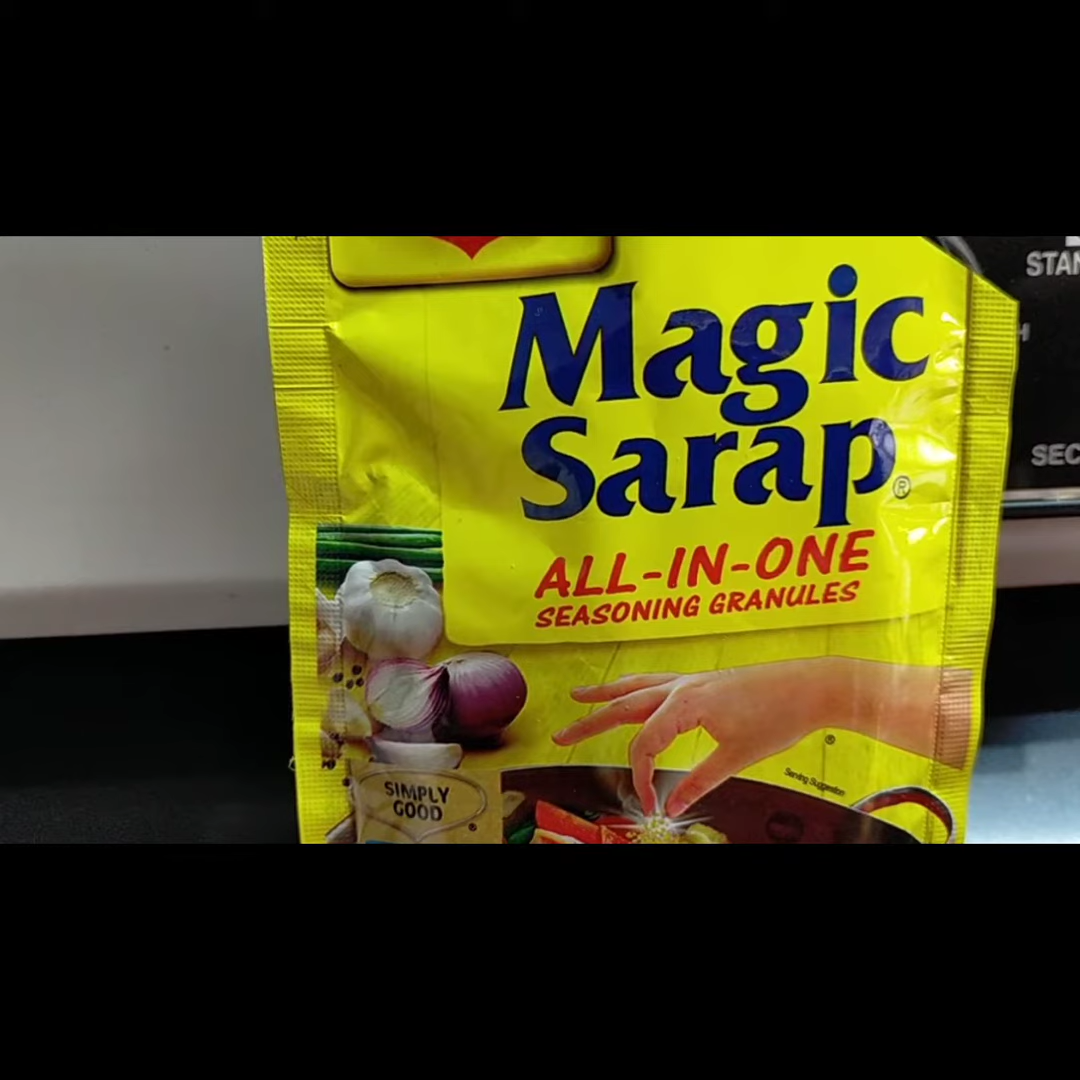 Magic
Sarap®
ALL-IN-ONE
SEASONING GRANULES
SIMPLY
GOOD
®
®
Serving Suggestion
STAN
H
SEC